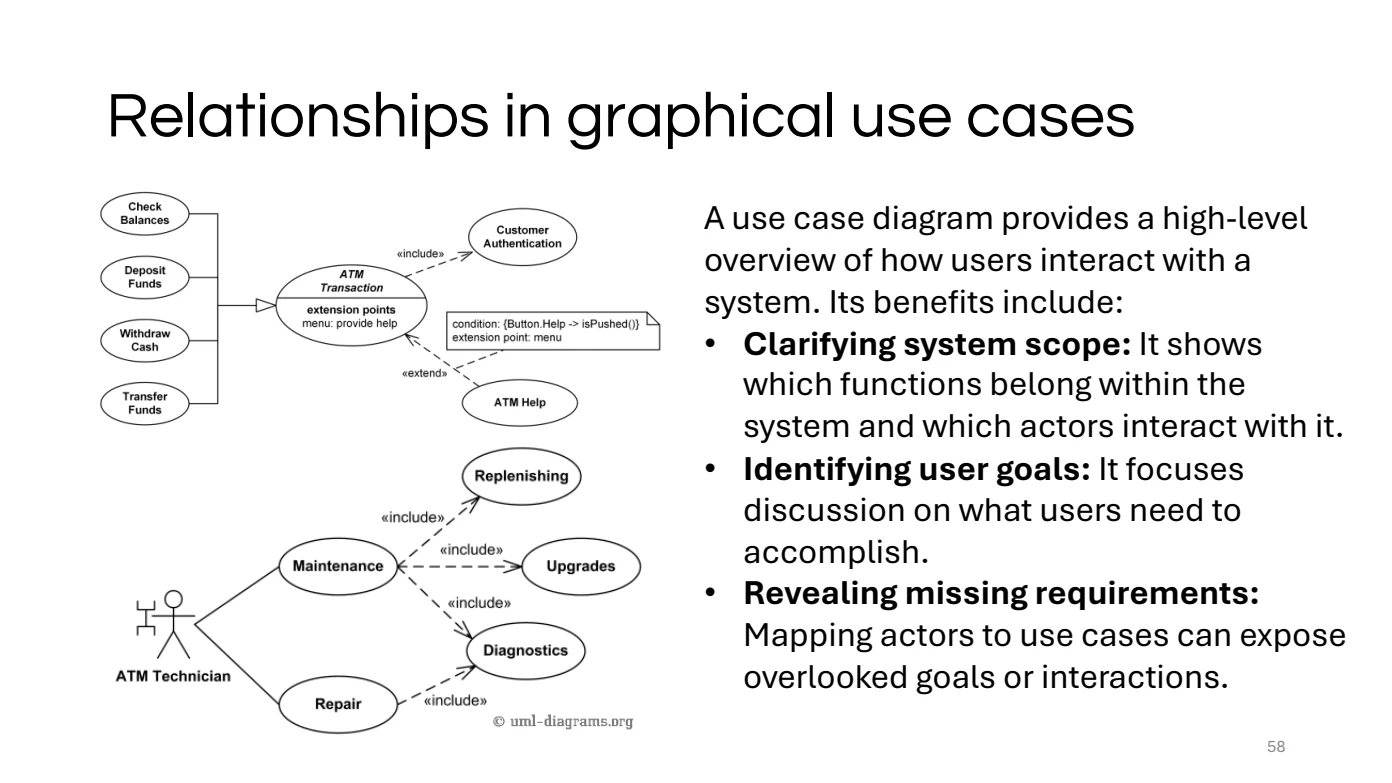 Relationships in graphical use cases
Check
Balances
Deposit
Funds
Withdraw
Cash
Transfer
Funds
ATM
Transaction
extension points
menu: provide help
«include»
Customer
Authentication
condition: {Button.Help -> isPushed()}
extension point: menu
«extend»
ATM Help
Replenishing
«include»
«include»
Maintenance
Upgrades
«include»
Diagnostics
ATM Technician
Repair
«include»
© uml-diagrams.org
A use case diagram provides a high-level
overview of how users interact with a
system. Its benefits include:
• Clarifying system scope: It shows
which functions belong within the
system and which actors interact with it.
• Identifying user goals: It focuses
discussion on what users need to
accomplish.
• Revealing missing requirements:
Mapping actors to use cases can expose
overlooked goals or interactions.
58